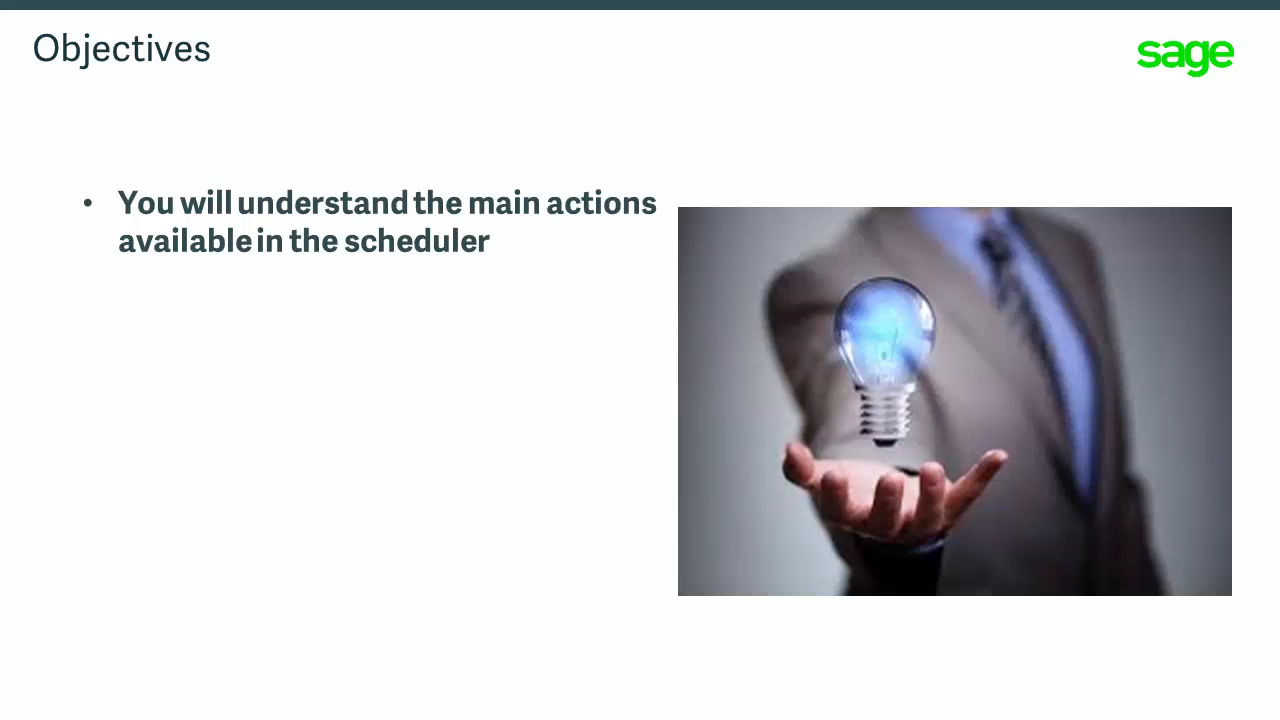 Objectives
sage
• You will understand the main actions
available in the scheduler